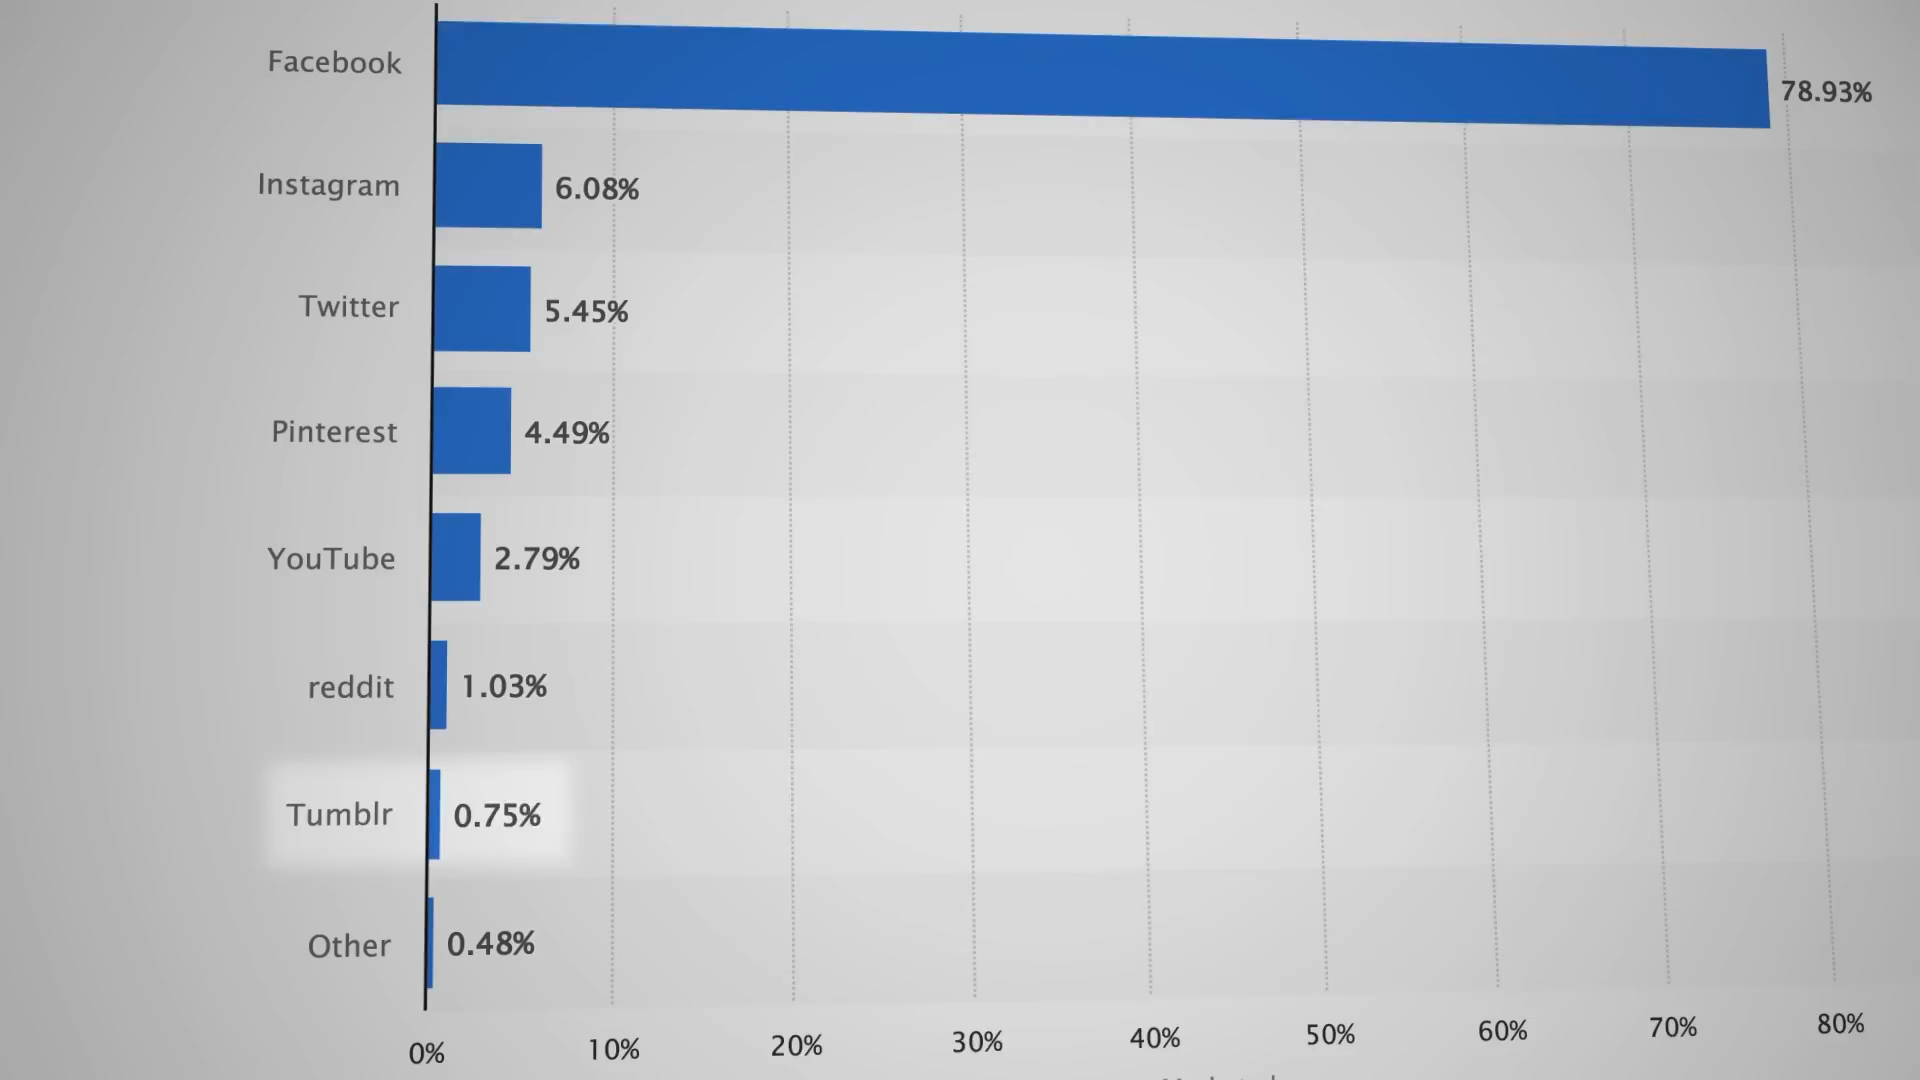 Facebook 78.93%
Instagram 6.08%
Twitter 5.45%
Pinterest 4.49%
YouTube 2.79%
reddit 1.03%
Tumblr 0.75%
Other 0.48%
0% 10% 20% 30% 40% 50% 60% 70% 80%